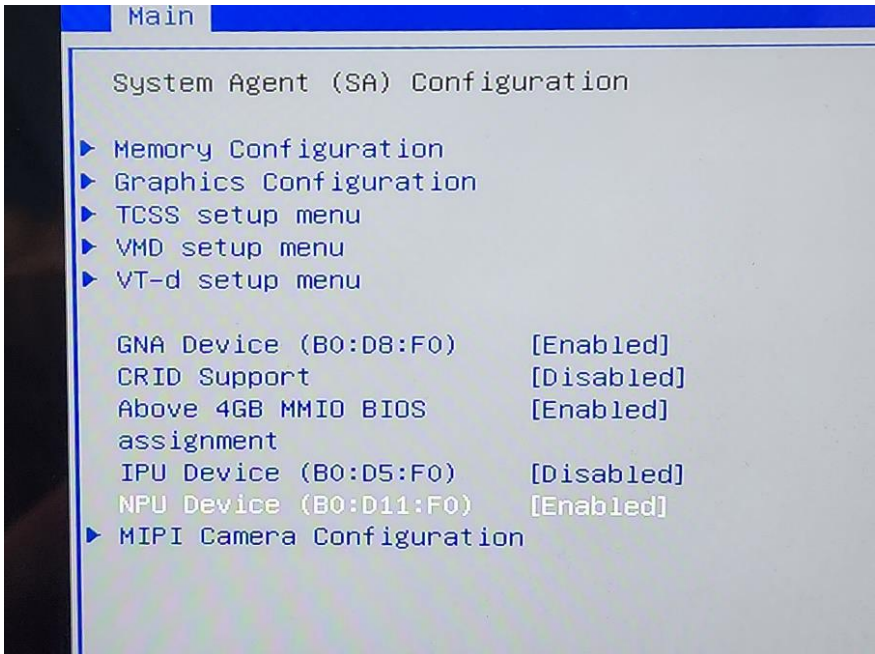 Main
System Agent (SA) Configuration
Memory Configuration
Graphics Configuration
TCSS setup menu
VMD setup menu
VT-d setup menu
GNA Device (B0:D8:F0) [Enabled]
CRID Support [Disabled]
Above 4GB MMIO BIOS [Enabled]
assignment
IPU Device (B0:D5:F0) [Disabled]
NPU Device (B0:D11:F0) [Enabled]
MIPI Camera Configuration